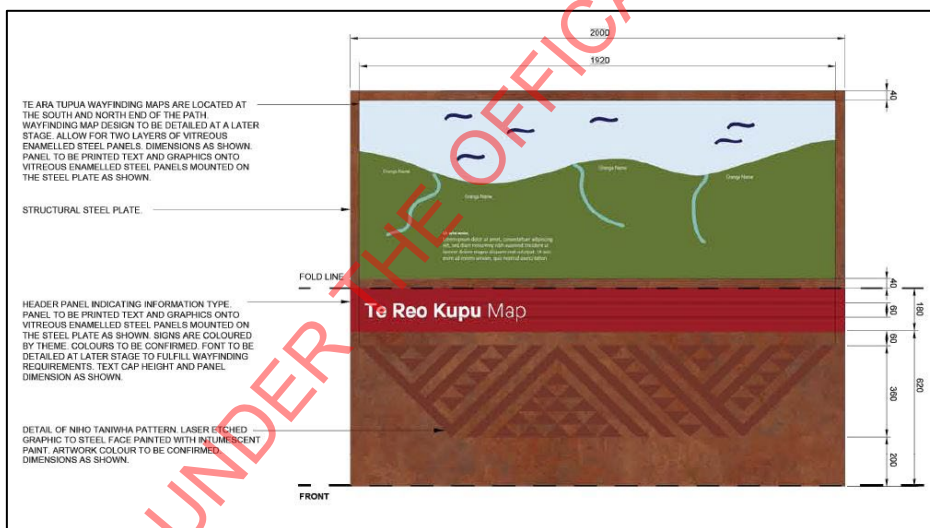 2000
1920
40
TE ARA TUPUA WAYFINDING MAPS ARE LOCATED AT
THE SOUTH AND NORTH END OF THE PATH.
WAYFINDING MAP DESIGN TO BE DETAILED AT A LATER
STAGE. ALLOW FOR TWO LAYERS OF VITREOUS
ENAMELLED STEEL PANELS. DIMENSIONS AS SHOWN.
PANEL TO BE PRINTED TEXT AND GRAPHICS ONTO
VITREOUS ENAMELLED STEEL PANELS MOUNTED ON
THE STEEL PLATE AS SHOWN.
Oranga Name
Oranga Name
Oranga Name
Oranga Name
STRUCTURAL STEEL PLATE.
FOLD LINE
40
HEADER PANEL INDICATING INFORMATION TYPE.
PANEL TO BE PRINTED TEXT AND GRAPHICS ONTO
VITREOUS ENAMELLED STEEL PANELS MOUNTED ON
THE STEEL PLATE AS SHOWN. SIGNS ARE COLOURED
BY THEME. COLOURS TO BE CONFIRMED. FONT TO BE
DETAILED AT LATER STAGE TO FULFILL WAYFINDING
REQUIREMENTS. TEXT CAP HEIGHT AND PANEL
DIMENSION AS SHOWN.
Te Reo Kupu Map
60
180
60
360
620
200
DETAIL OF NIHO TANIWHA PATTERN. LASER ETCHED
GRAPHIC TO STEEL FACE PAINTED WITH INTUMESCENT
PAINT. ARTWORK COLOUR TO BE CONFIRMED.
DIMENSIONS AS SHOWN.
FRONT
UNDER THE OFFICA